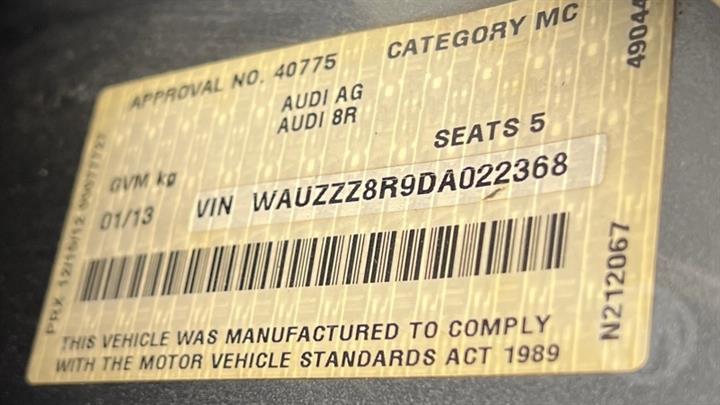 APPROVAL NO. 40775
CATEGORY MC
AUDI AG
AUDI 8R
SEATS 5
GVM kg
01/13
VIN WAUZZZ8R9DA022368
THIS VEHICLE WAS MANUFACTURED TO COMPLY
WITH THE MOTOR VEHICLE STANDARDS ACT 1989
49044
N212067